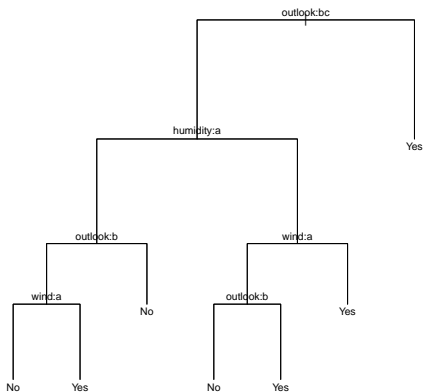 outlook:bc
humidity:a
Yes
outlook:b
wind:a
wind:a
No
outlook:b
Yes
No
Yes
No
Yes